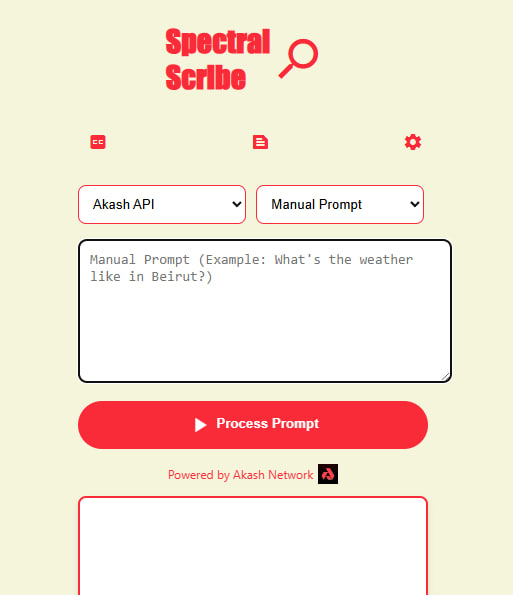 Spectral
Scribe
CC
Akash API
Manual Prompt
Manual Prompt (Example: What's the weather
like in Beirut?)
Process Prompt
Powered by Akash Network